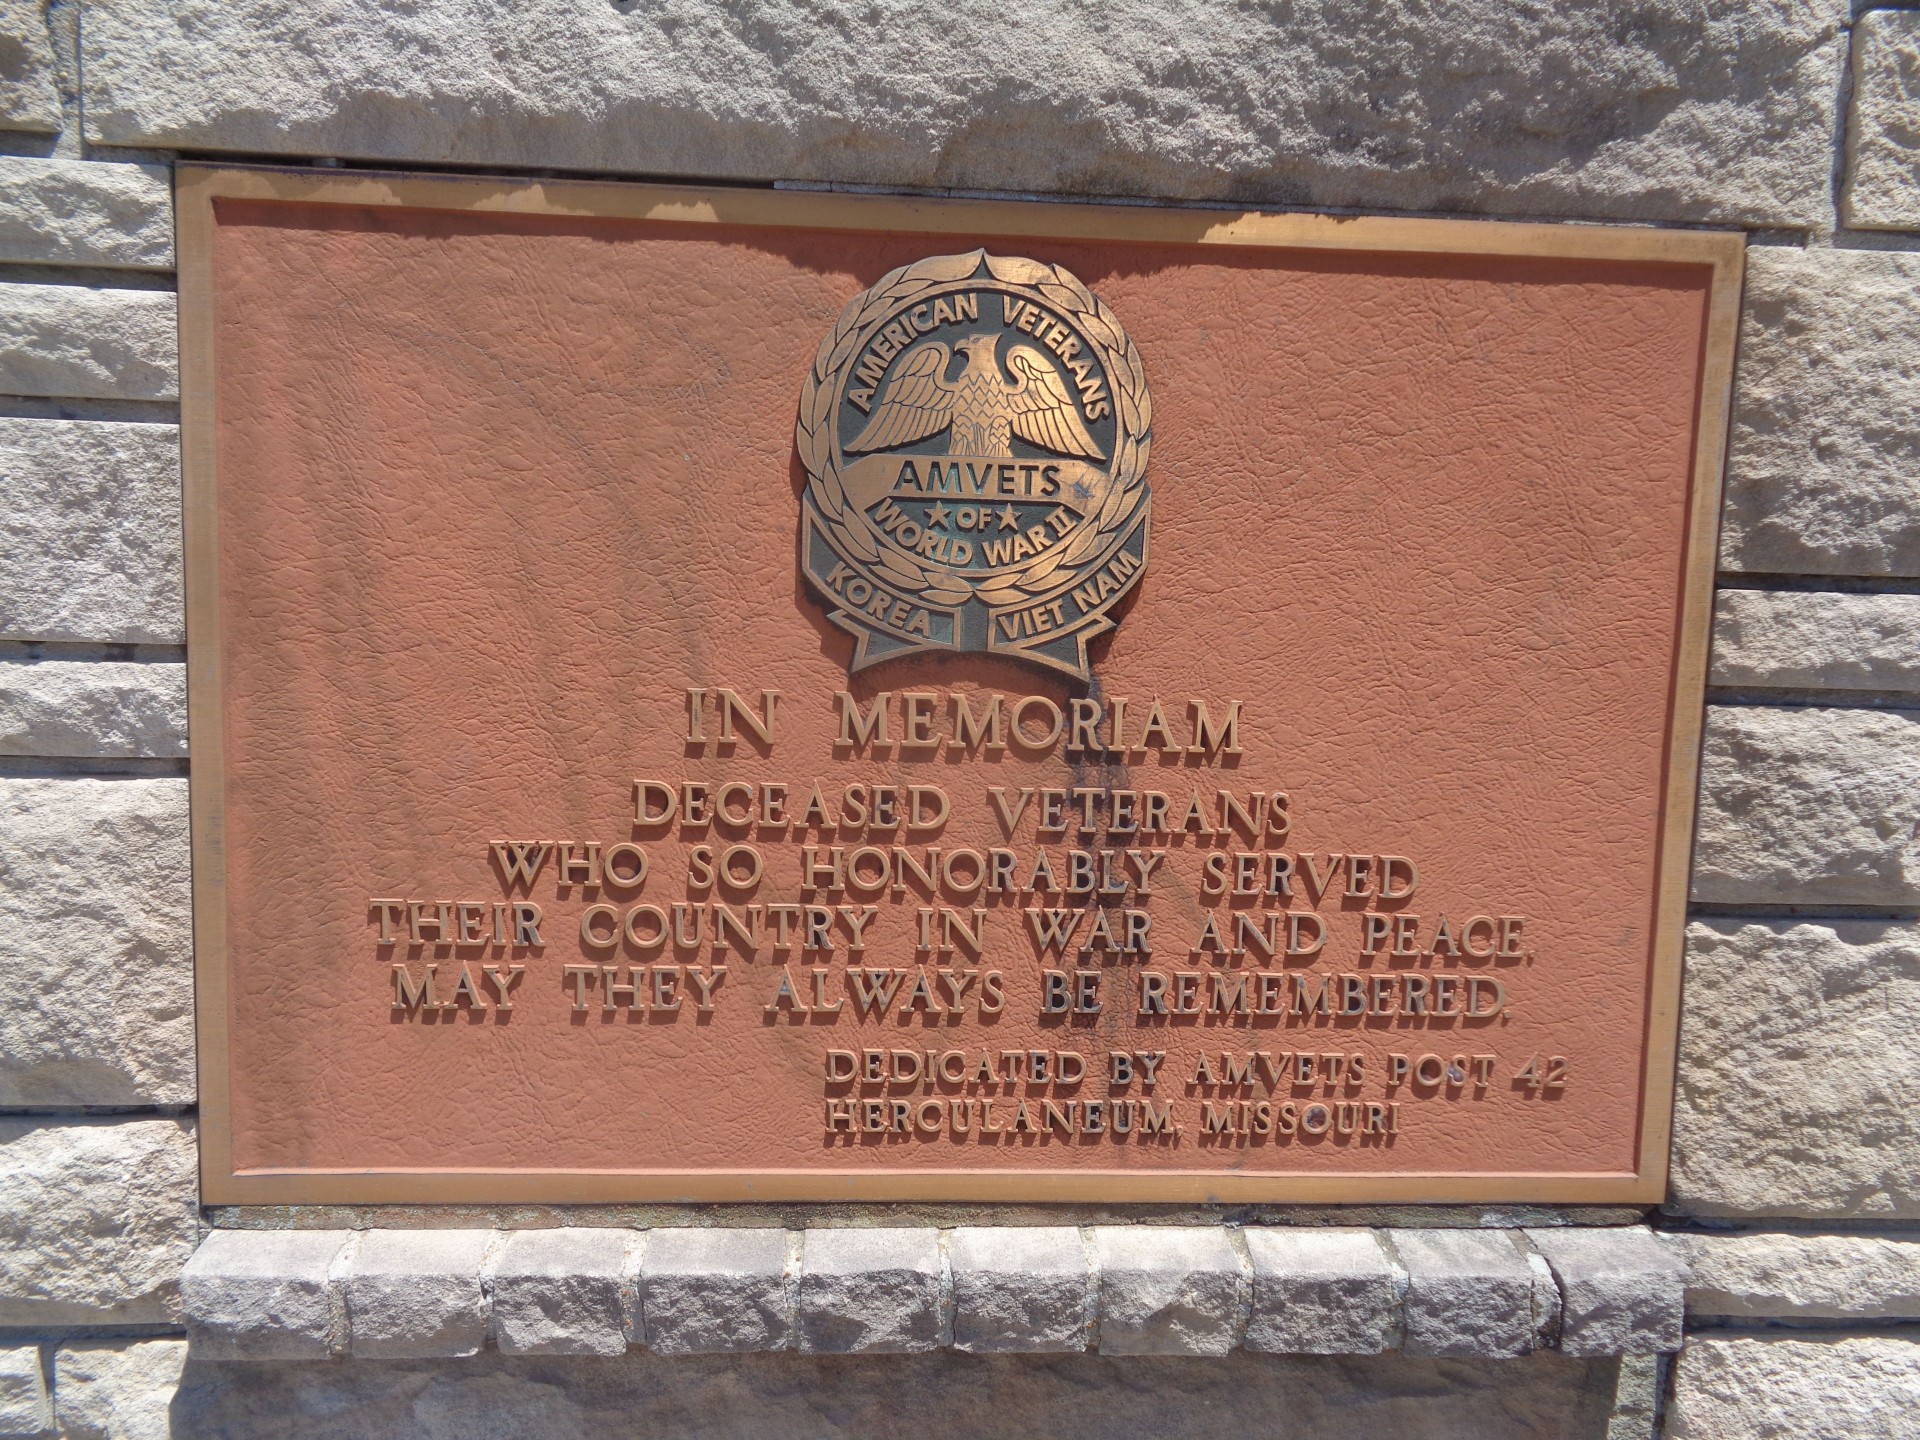 AMERICAN VETERANS
AMVETS
★ OF ★
WORLD WAR II
KOREA VIET NAM
IN MEMORIAM
DECEASED VETERANS
WHO SO HONORABLY SERVED
THEIR COUNTRY IN WAR AND PEACE.
MAY THEY ALWAYS BE REMEMBERED.
DEDICATED BY AMVETS POST 42
HERCULANEUM, MISSOURI